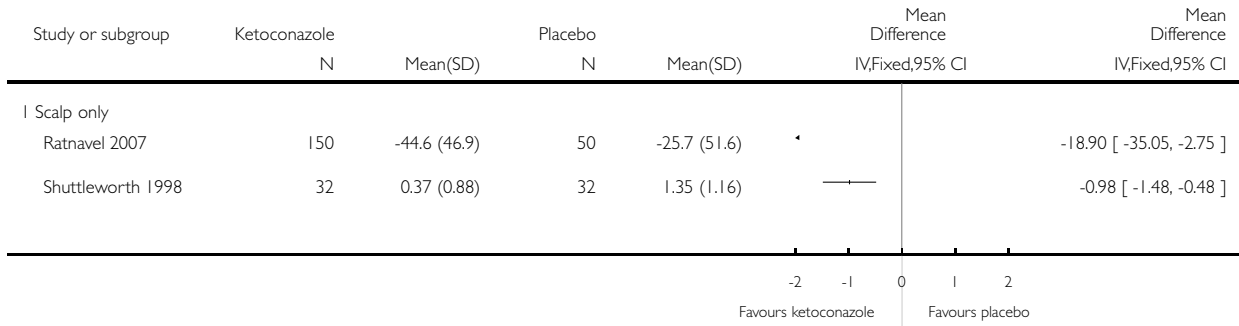 Study or subgroup Ketoconazole Placebo Mean Difference Mean Difference
N Mean(SD) N Mean(SD) IV,Fixed,95% CI IV,Fixed,95% CI
1 Scalp only
Ratnavel 2007 150 -44.6 (46.9) 50 -25.7 (51.6) -18.90 [ -35.05, -2.75 ]
Shuttleworth 1998 32 0.37 (0.88) 32 1.35 (1.16) -0.98 [ -1.48, -0.48 ]
-2 -1 0 1 2
Favours ketoconazole Favours placebo